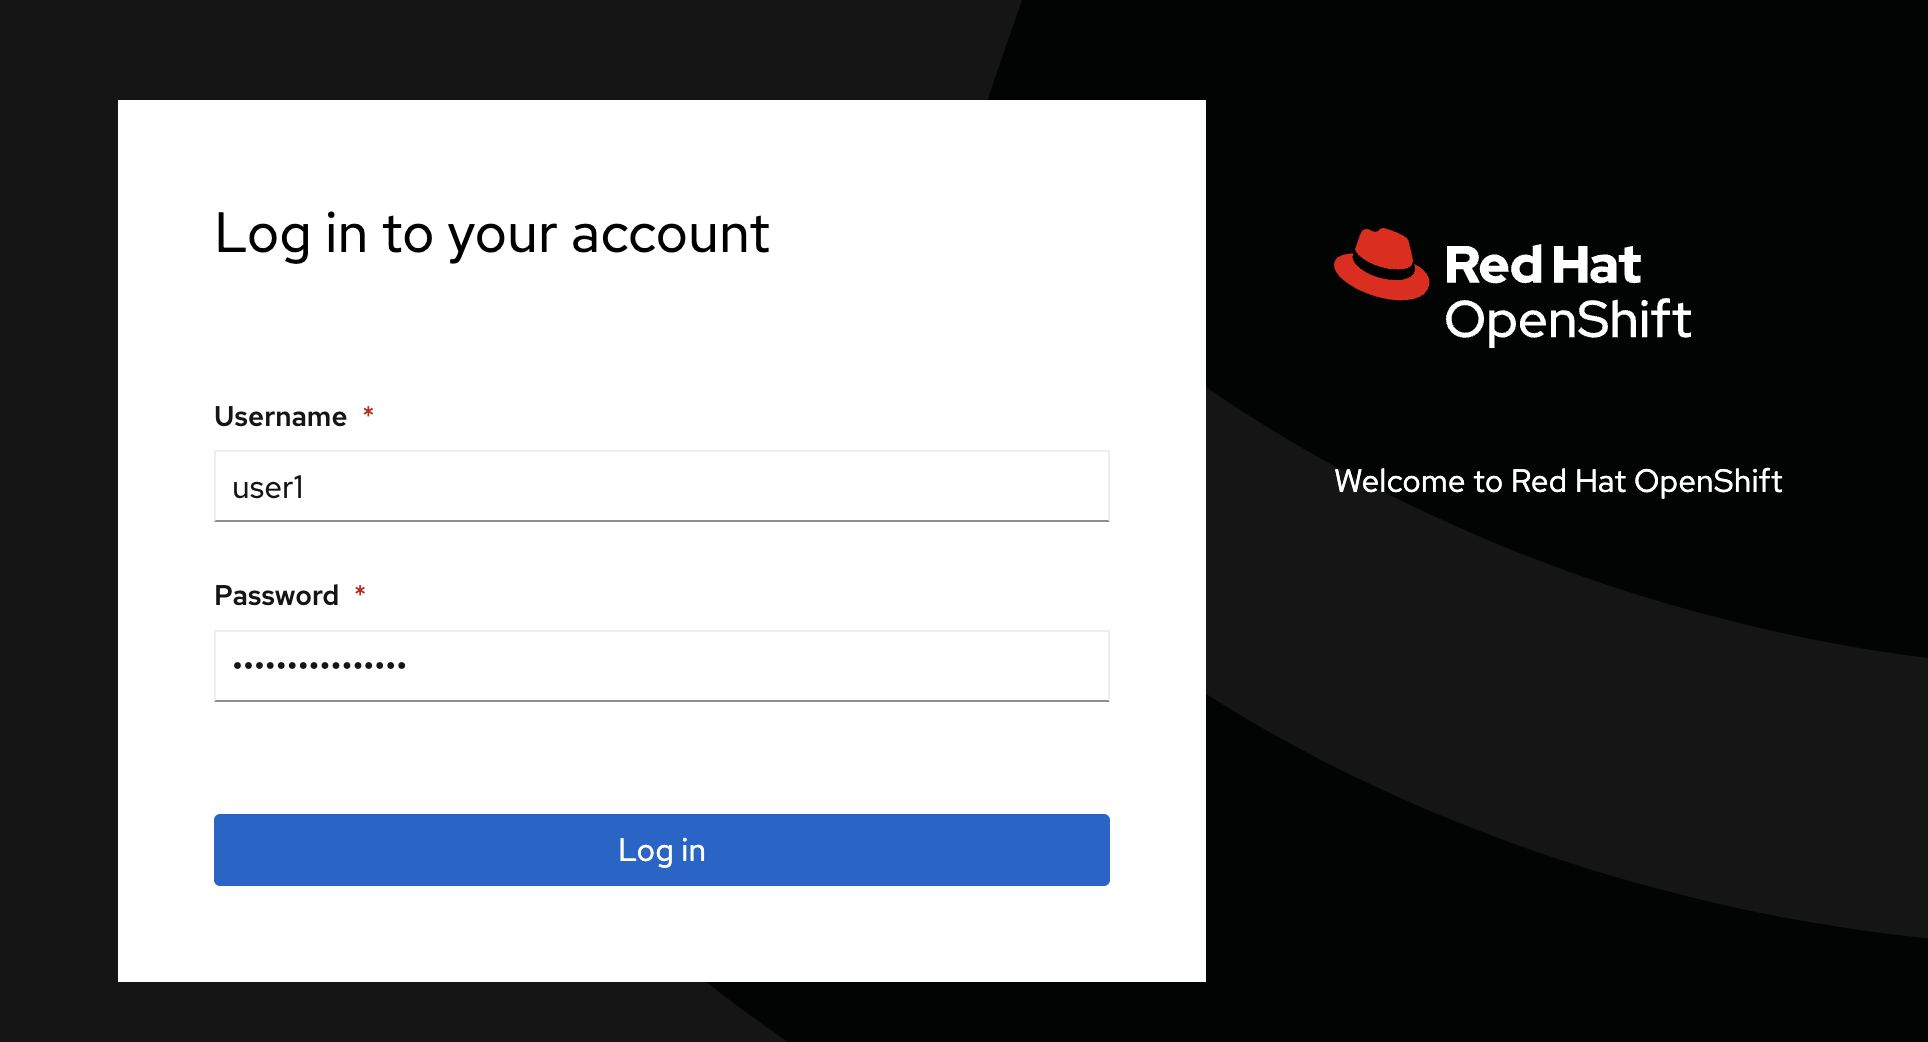 Log in to your account
Username *
user1
Password *
••••••••••••••••
Log in
Red Hat
OpenShift
Welcome to Red Hat OpenShift